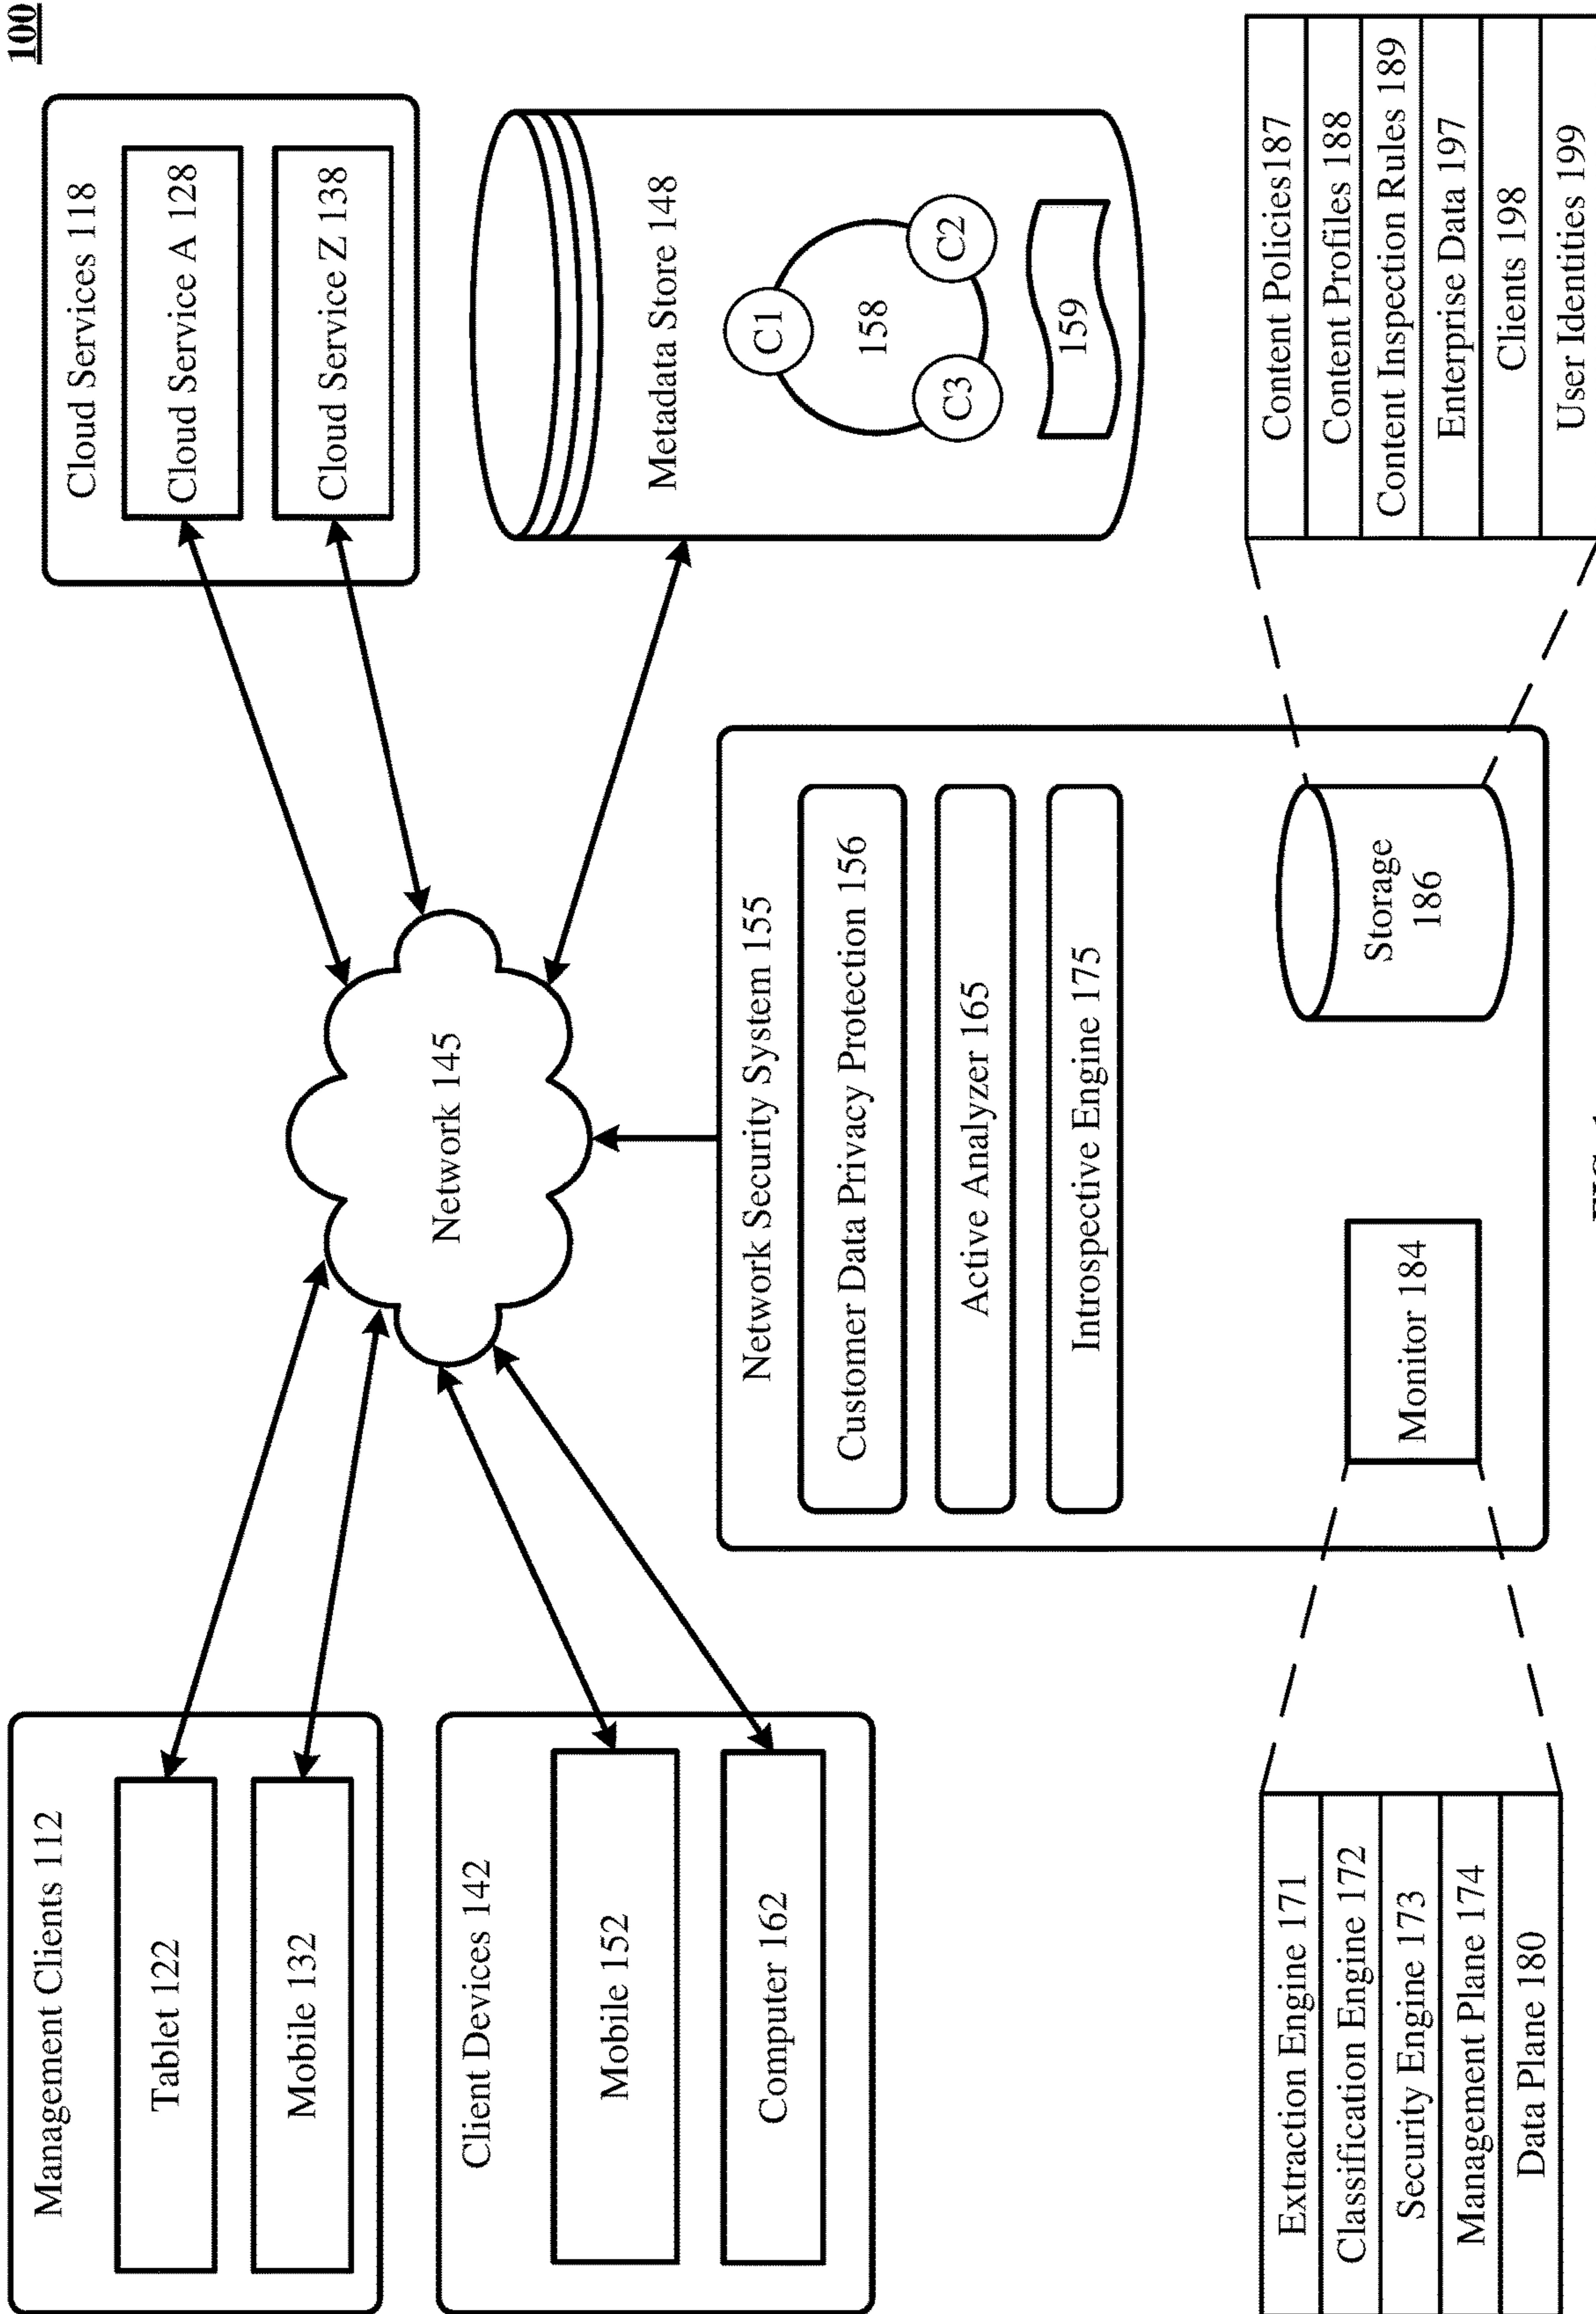 100
Management Clients 112
Tablet 122
Mobile 132
Client Devices 142
Mobile 152
Computer 162
Network 145
Cloud Services 118
Cloud Service A 128
Cloud Service Z 138
Metadata Store 148
C1
158
C3
C2
159
Network Security System 155
Customer Data Privacy Protection 156
Active Analyzer 165
Introspective Engine 175
Monitor 184
Storage
186
Extraction Engine 171
Classification Engine 172
Security Engine 173
Management Plane 174
Data Plane 180
Content Policies187
Content Profiles 188
Content Inspection Rules 189
Enterprise Data 197
Clients 198
User Identities 199